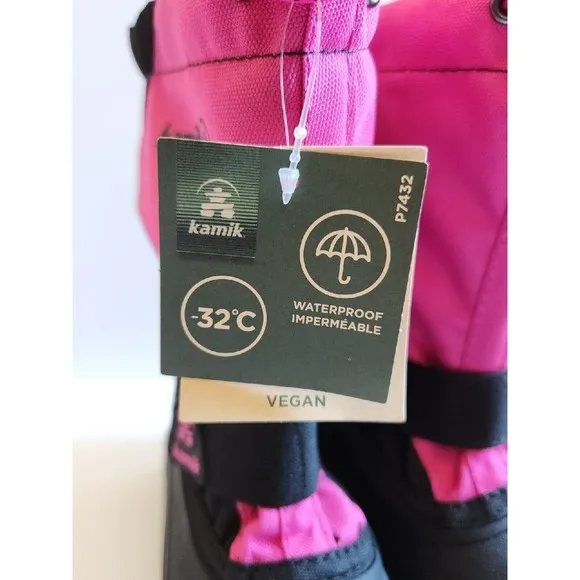 kamik
P7432
-32°C
WATERPROOF
IMPERMÉABLE
VEGAN